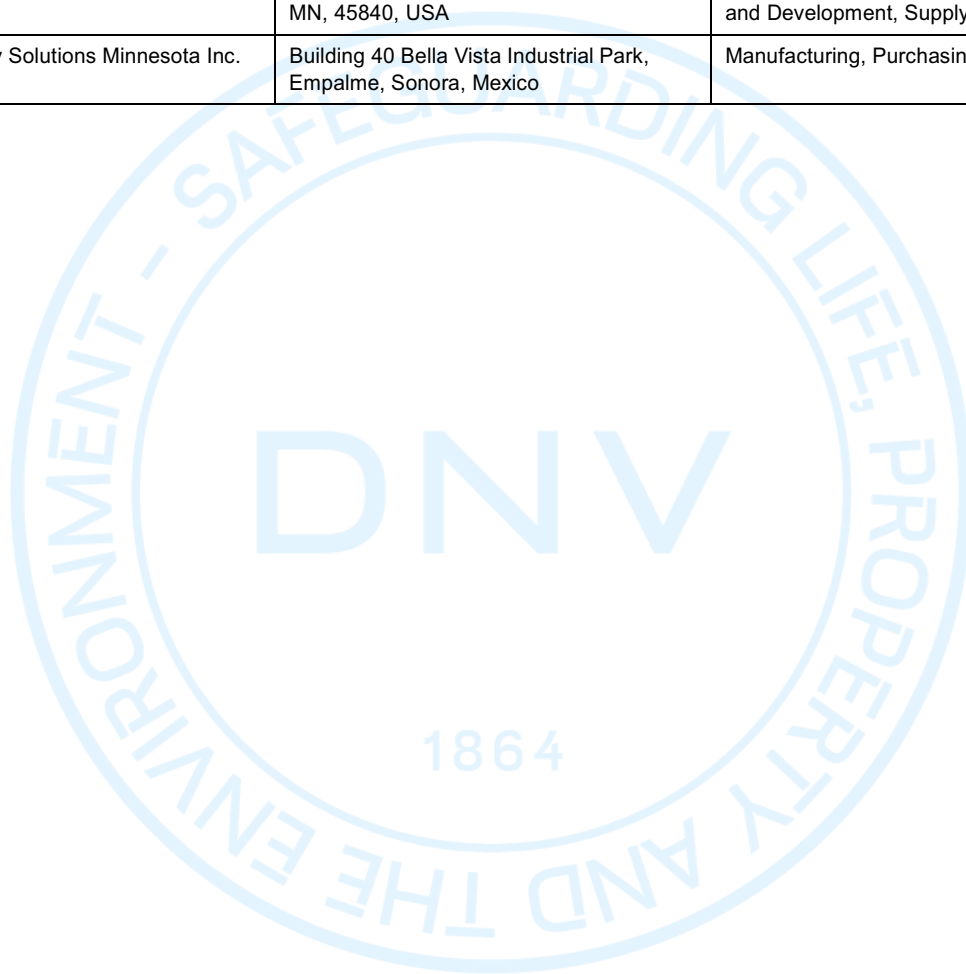 MN, 45840, USA
and Development, Supply
Solutions Minnesota Inc.
Building 40 Bella Vista Industrial Park,
Empalme, Sonora, Mexico
Manufacturing, Purchasin
SAFEGUARDING LIFE, PROPERTY AND THE ENVIRONMENT -
DNV
1864